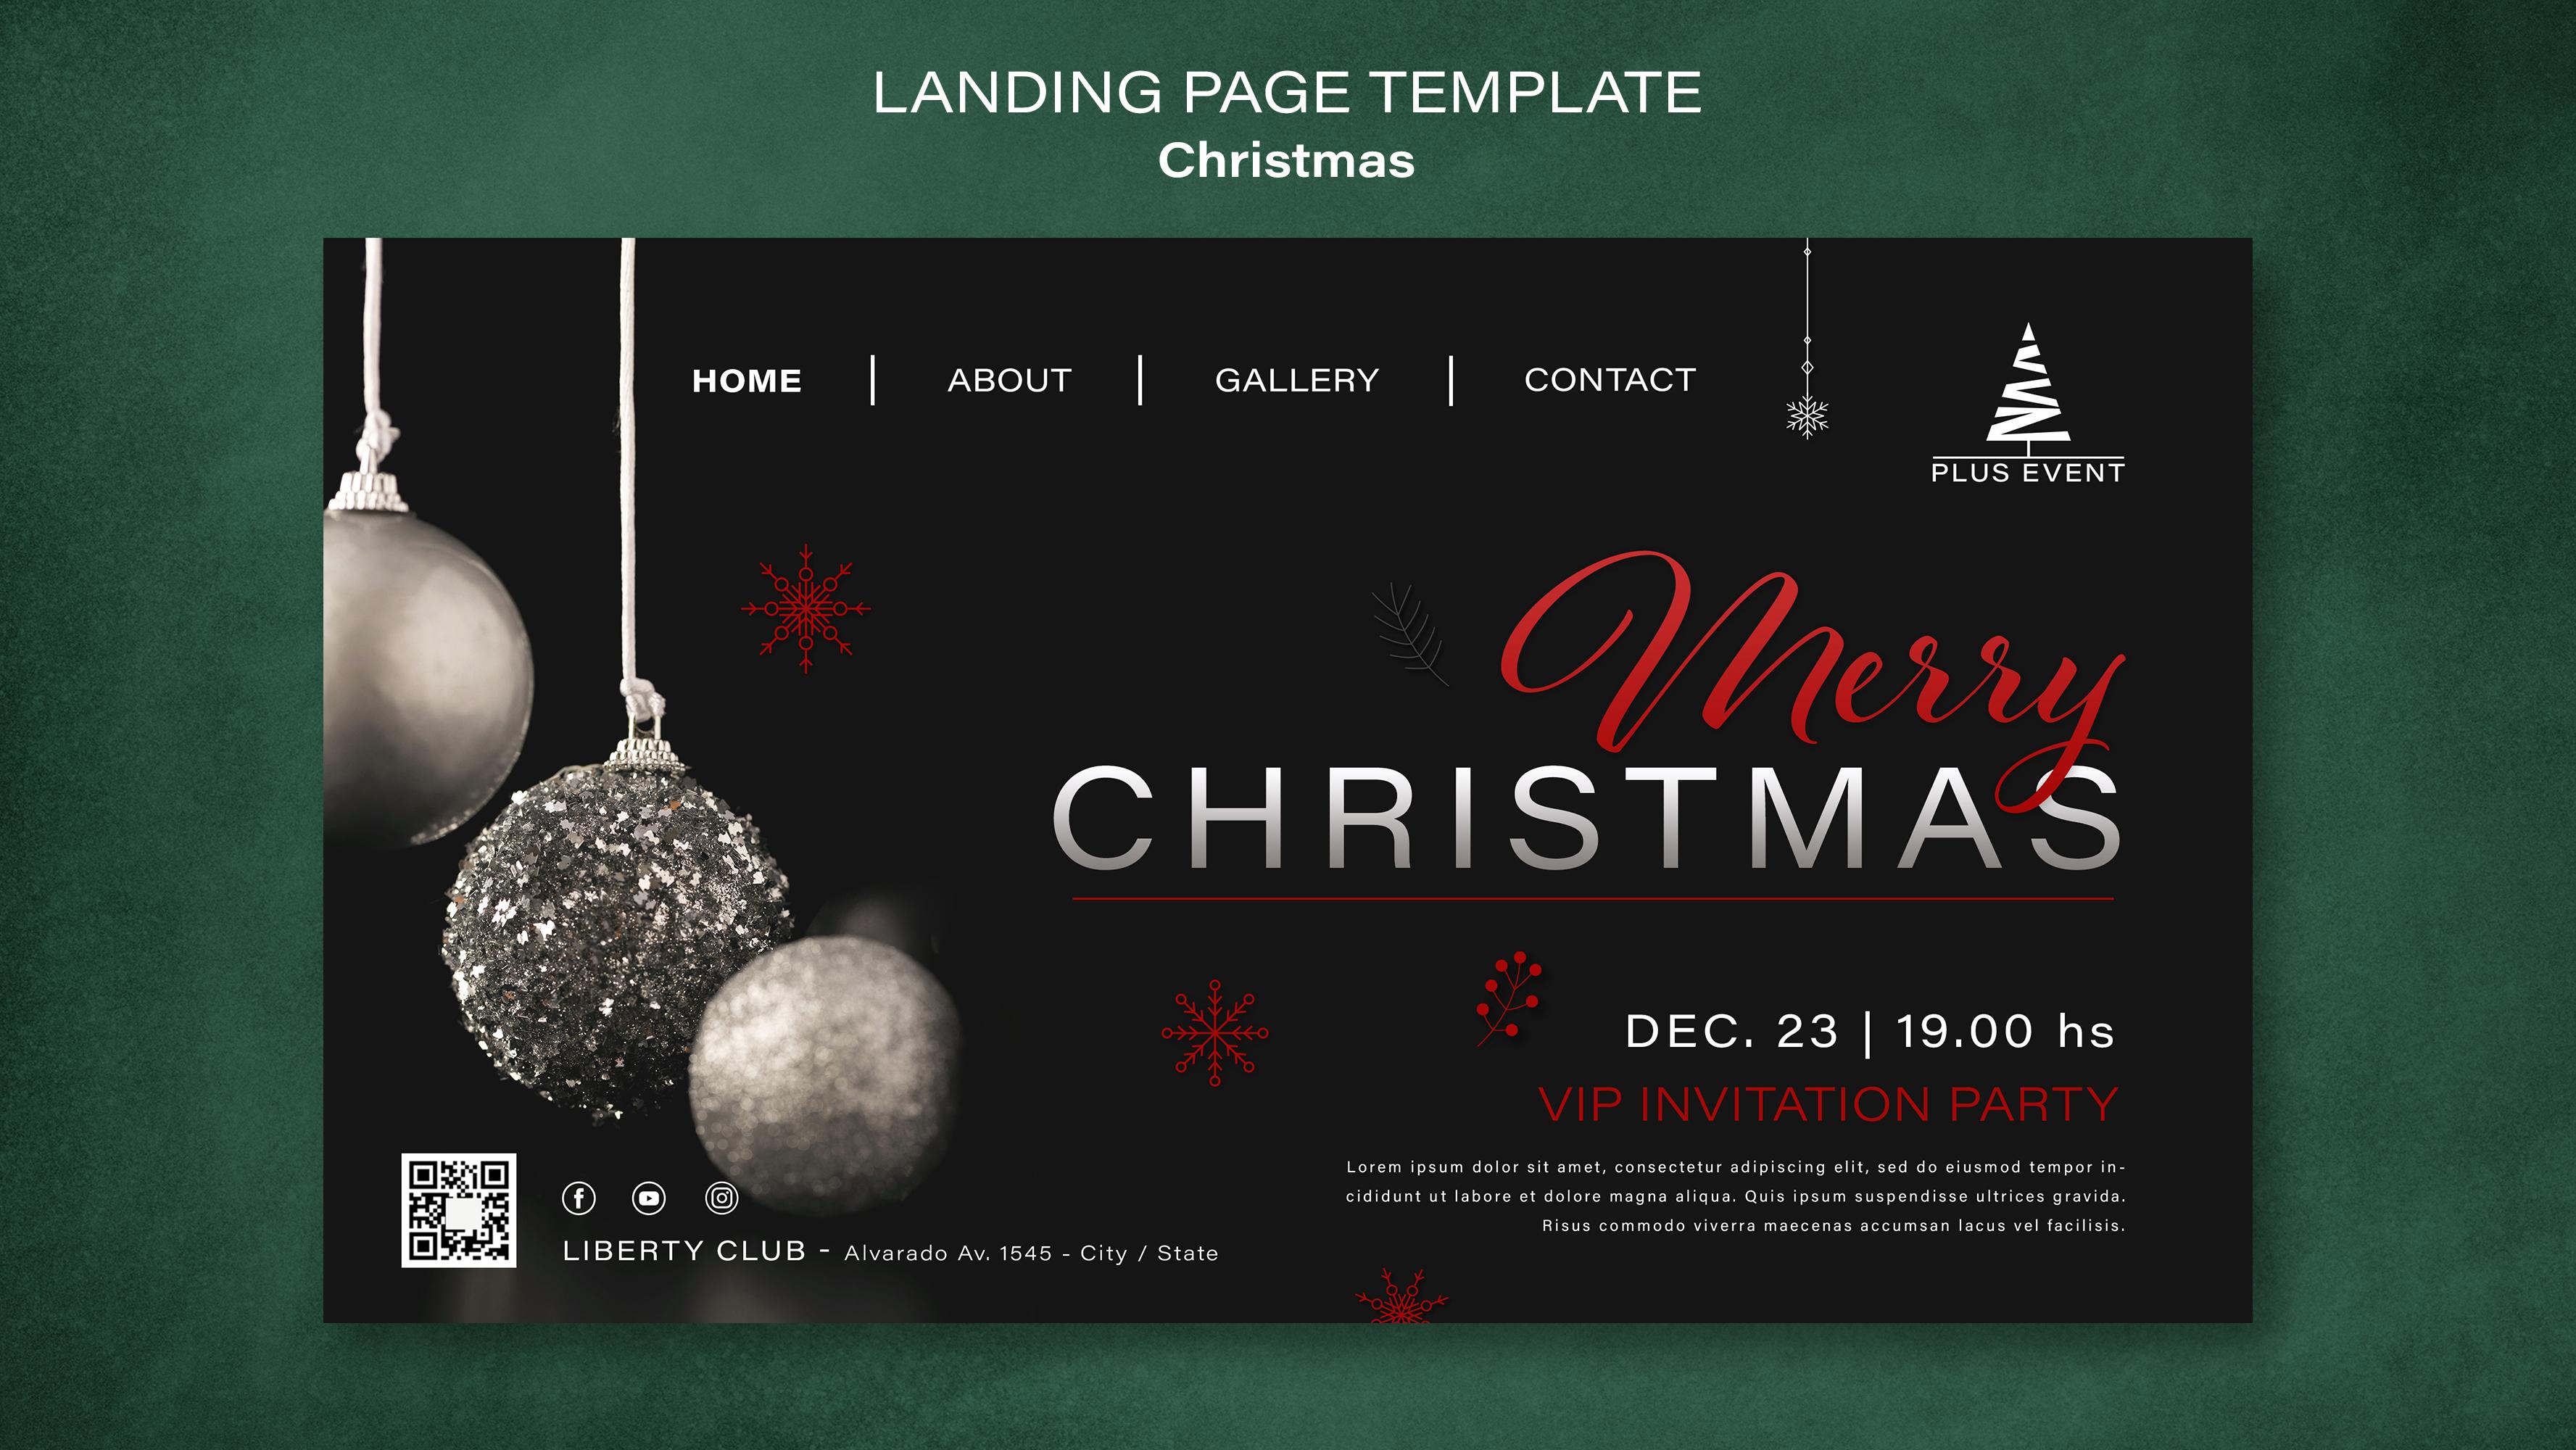 LANDING PAGE TEMPLATE
Christmas
HOME | ABOUT | GALLERY | CONTACT
PLUS EVENT
Merry
CHRISTMAS
DEC. 23 | 19.00 hs
VIP INVITATION PARTY
Lorem ipsum dolor sit amet, consectetur adipiscing elit, sed do eiusmod tempor in-
cididunt ut labore et dolore magna aliqua. Quis ipsum suspendisse ultrices gravida.
Risus commodo viverra maecenas accumsan lacus vel facilisis.
LIBERTY CLUB - Alvarado Av. 1545 - City / State